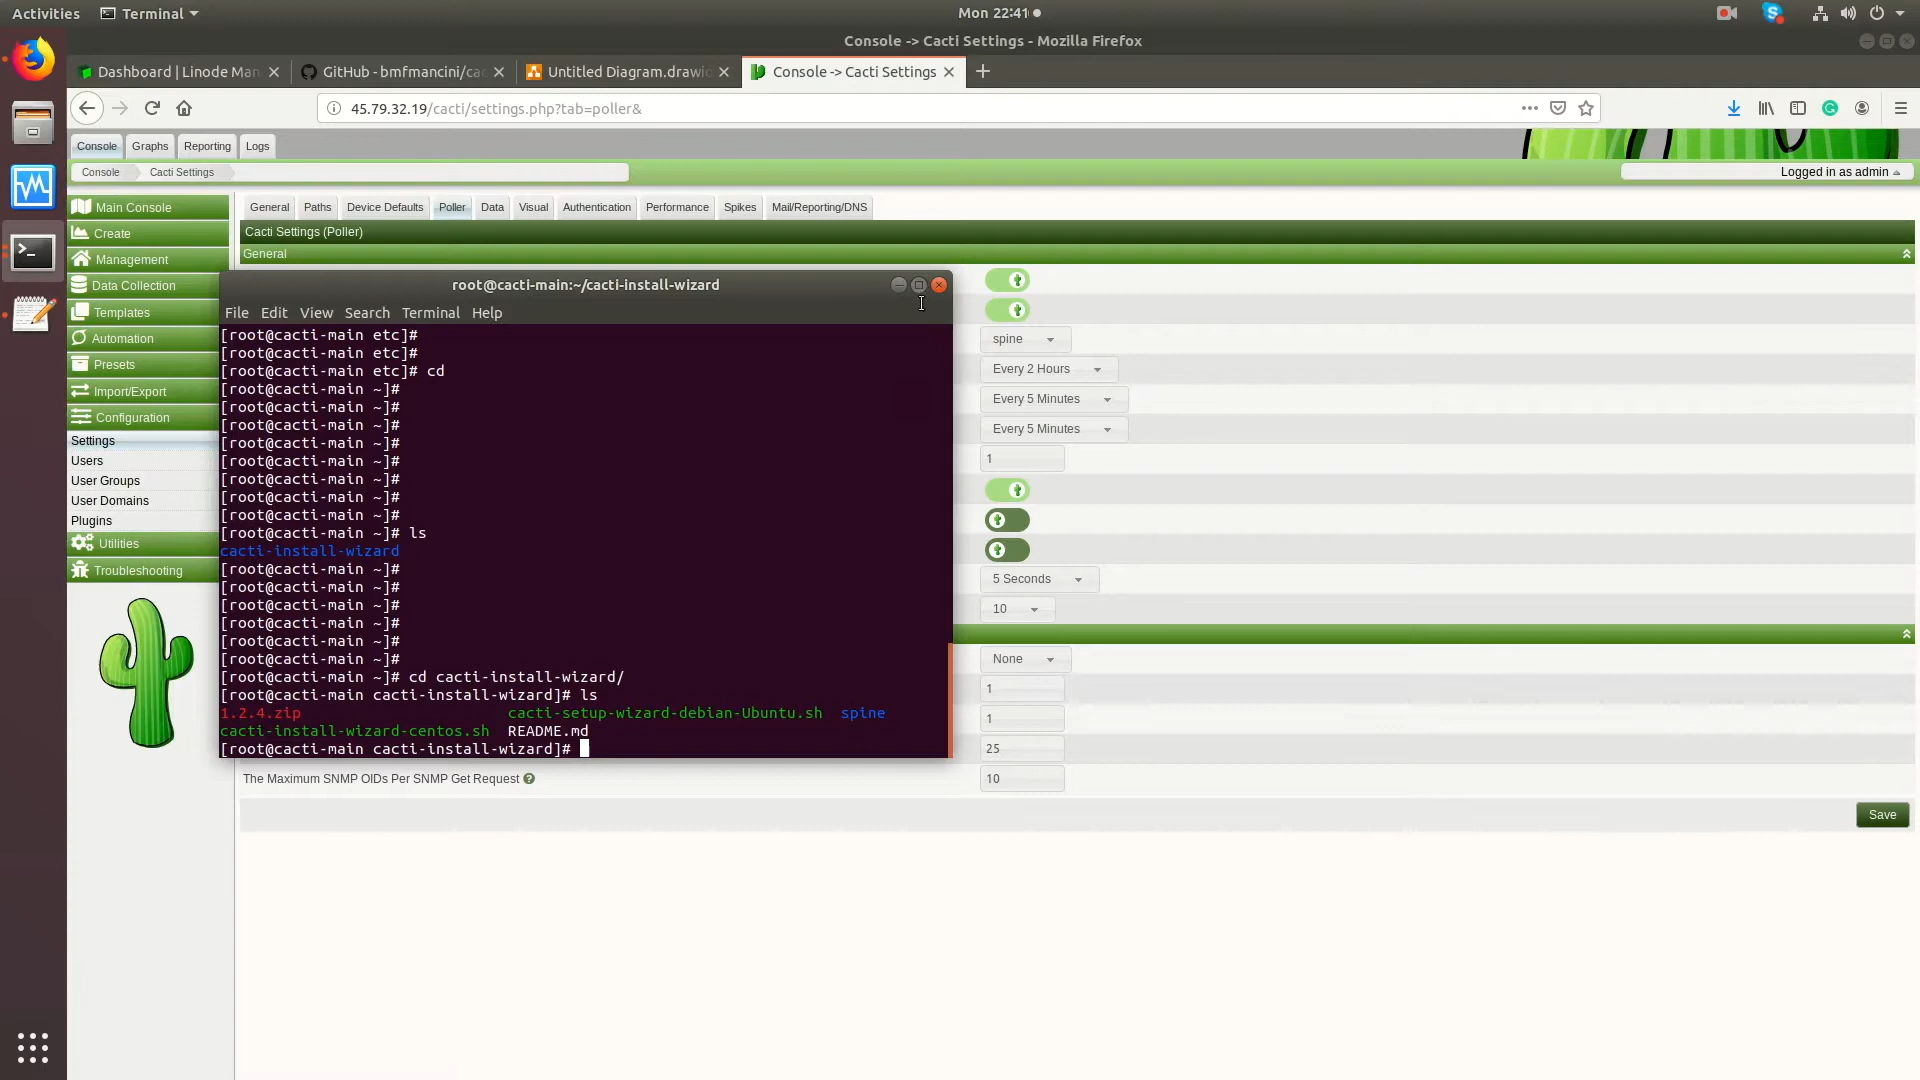 Activities
Terminal
Mon 22:41
Console -> Cacti Settings - Mozilla Firefox
Dashboard | Linode Man
GitHub - bmfmancini/cac
Untitled Diagram.drawio
Console -> Cacti Settings
45.79.32.19/cacti/settings.php?tab=poller&
Console
Graphs
Reporting
Logs
Console
Cacti Settings
Logged in as admin
Main Console
Create
Management
Data Collection
Templates
Automation
Presets
Import/Export
Configuration
Settings
Users
User Groups
User Domains
Plugins
Utilities
Troubleshooting
General
Paths
Device Defaults
Poller
Data
Visual
Authentication
Performance
Spikes
Mail/Reporting/DNS
Cacti Settings (Poller)
General
root@cacti-main:~/cacti-install-wizard
File Edit View Search Terminal Help
[root@cacti-main etc]#
[root@cacti-main etc]#
[root@cacti-main etc]# cd
[root@cacti-main ~]#
[root@cacti-main ~]#
[root@cacti-main ~]#
[root@cacti-main ~]#
[root@cacti-main ~]#
[root@cacti-main ~]#
[root@cacti-main ~]#
[root@cacti-main ~]#
[root@cacti-main ~]# ls
cacti-install-wizard
[root@cacti-main ~]#
[root@cacti-main ~]#
[root@cacti-main ~]#
[root@cacti-main ~]#
[root@cacti-main ~]#
[root@cacti-main ~]#
[root@cacti-main ~]# cd cacti-install-wizard/
[root@cacti-main cacti-install-wizard]# ls
1.2.4.zip cacti-setup-wizard-debian-Ubuntu.sh spine
cacti-install-wizard-centos.sh README.md
[root@cacti-main cacti-install-wizard]#
spine
Every 2 Hours
Every 5 Minutes
Every 5 Minutes
1
5 Seconds
10
None
1
1
25
The Maximum SNMP OIDs Per SNMP Get Request
10
Save